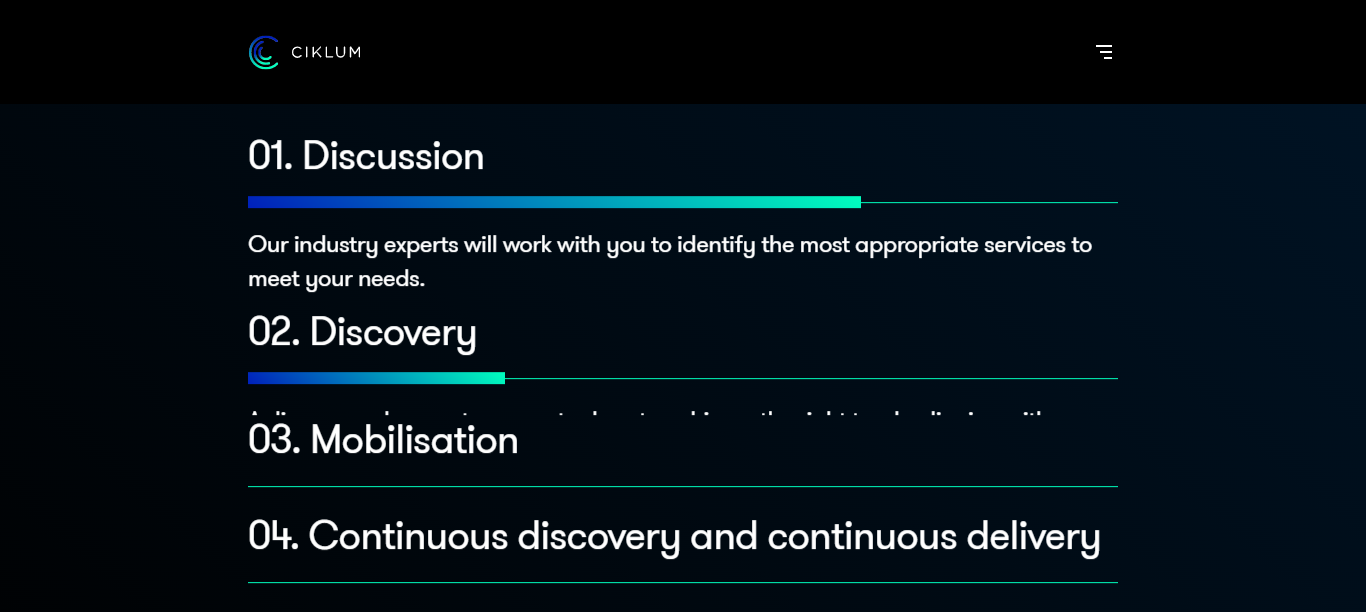 CIKLUM
01. Discussion
Our industry experts will work with you to identify the most appropriate services to
meet your needs.
02. Discovery
03. Mobilisation
04. Continuous discovery and continuous delivery